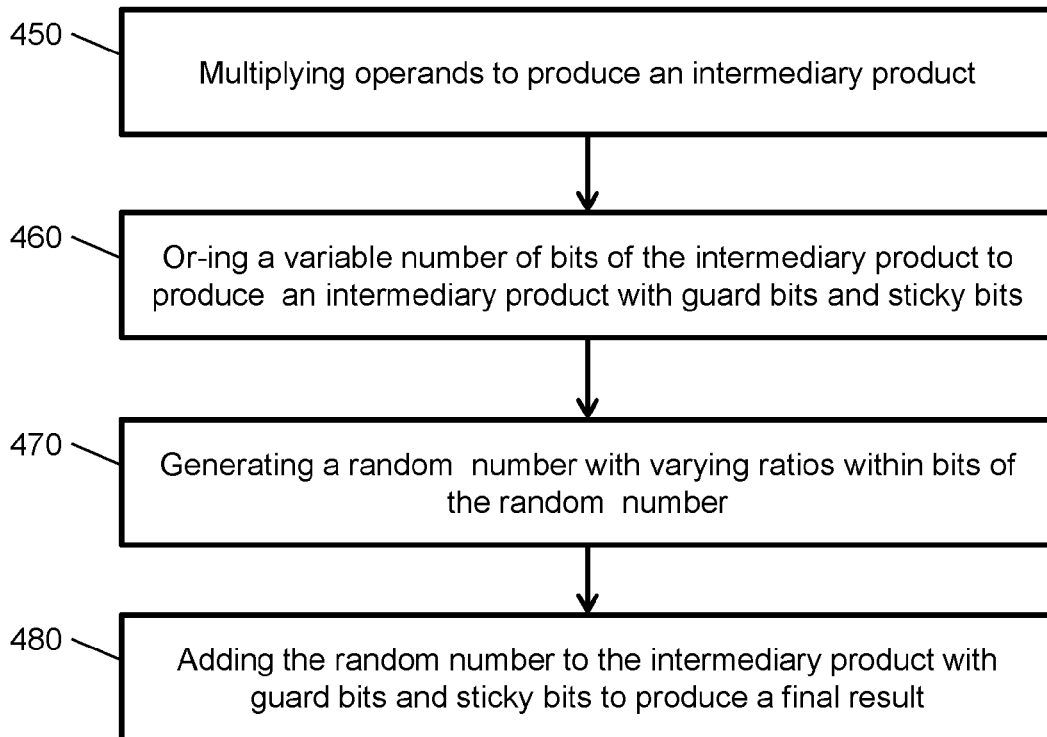 450
Multiplying operands to produce an intermediary product
460
Or-ing a variable number of bits of the intermediary product to
produce an intermediary product with guard bits and sticky bits
470
Generating a random number with varying ratios within bits of
the random number
480
Adding the random number to the intermediary product with
guard bits and sticky bits to produce a final result